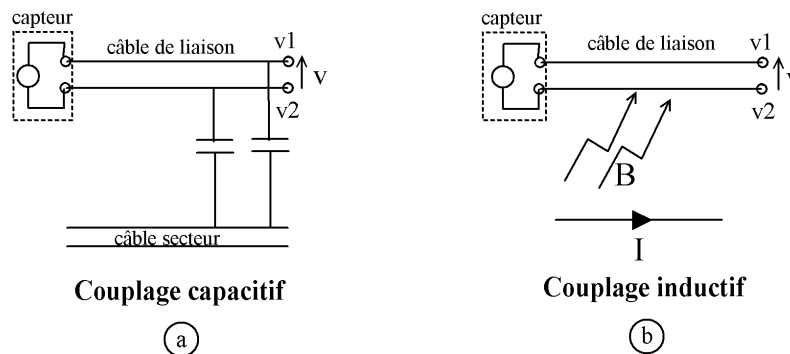 capteur
câble de liaison
v1
v
v2
câble secteur
Couplage capacitif
a
capteur
câble de liaison
v1
v
v2
B
I
Couplage inductif
b